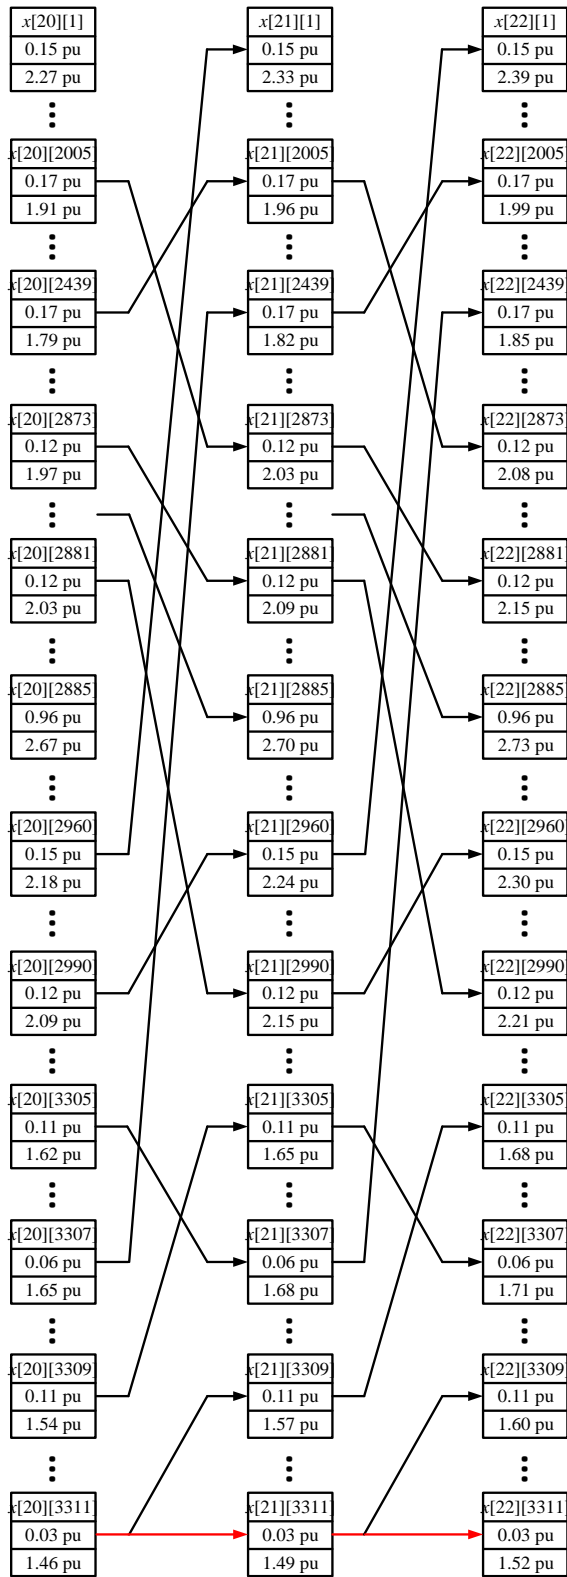 x[20][1] x[21][1] x[22][1]
0.15 pu 0.15 pu 0.15 pu
2.27 pu 2.33 pu 2.39 pu
x[20][2005] x[21][2005] x[22][2005]
0.17 pu 0.17 pu 0.17 pu
1.91 pu 1.96 pu 1.99 pu
x[20][2439] x[21][2439] x[22][2439]
0.17 pu 0.17 pu 0.17 pu
1.79 pu 1.82 pu 1.85 pu
x[20][2873] x[21][2873] x[22][2873]
0.12 pu 0.12 pu 0.12 pu
1.97 pu 2.03 pu 2.08 pu
x[20][2881] x[21][2881] x[22][2881]
0.12 pu 0.12 pu 0.12 pu
2.03 pu 2.09 pu 2.15 pu
x[20][2885] x[21][2885] x[22][2885]
0.96 pu 0.96 pu 0.96 pu
2.67 pu 2.70 pu 2.73 pu
x[20][2960] x[21][2960] x[22][2960]
0.15 pu 0.15 pu 0.15 pu
2.18 pu 2.24 pu 2.30 pu
x[20][2990] x[21][2990] x[22][2990]
0.12 pu 0.12 pu 0.12 pu
2.09 pu 2.15 pu 2.21 pu
x[20][3305] x[21][3305] x[22][3305]
0.11 pu 0.11 pu 0.11 pu
1.62 pu 1.65 pu 1.68 pu
x[20][3307] x[21][3307] x[22][3307]
0.06 pu 0.06 pu 0.06 pu
1.65 pu 1.68 pu 1.71 pu
x[20][3309] x[21][3309] x[22][3309]
0.11 pu 0.11 pu 0.11 pu
1.54 pu 1.57 pu 1.60 pu
x[20][3311] x[21][3311] x[22][3311]
0.03 pu 0.03 pu 0.03 pu
1.46 pu 1.49 pu 1.52 pu